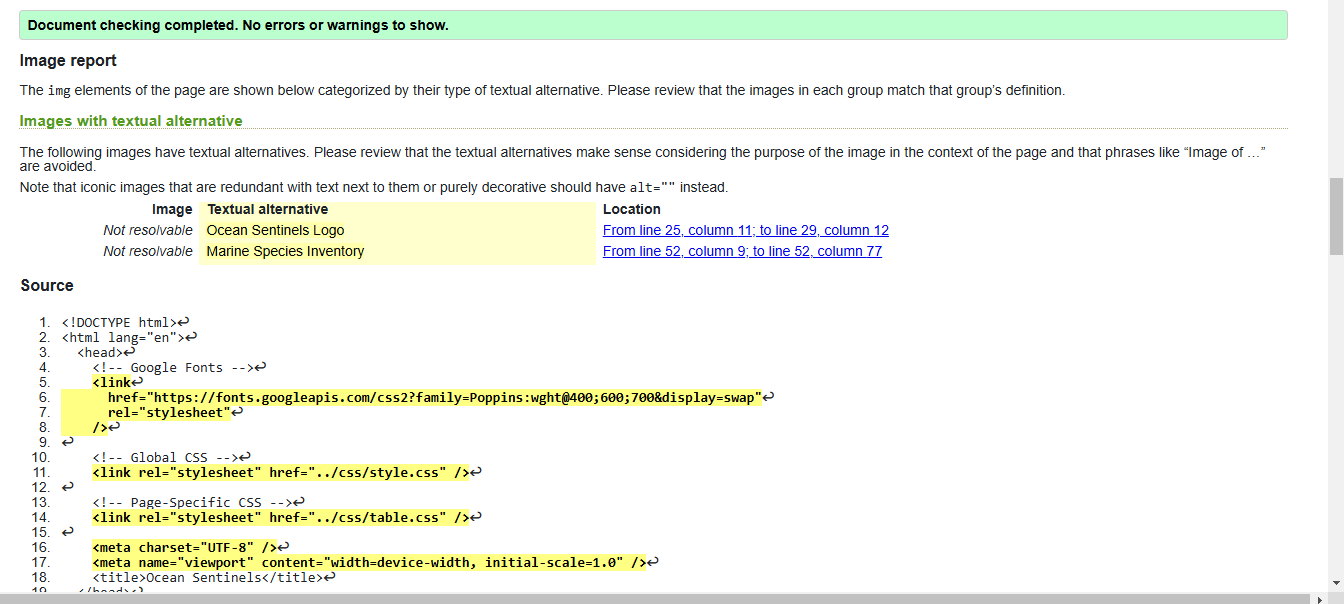 Document checking completed. No errors or warnings to show.
Image report
The img elements of the page are shown below categorized by their type of textual alternative. Please review that the images in each group match that group's definition.
Images with textual alternative
The following images have textual alternatives. Please review that the textual alternatives make sense considering the purpose of the image in the context of the page and that phrases like “Image of …”
are avoided.
Note that iconic images that are redundant with text next to them or purely decorative should have alt="" instead.
Image Textual alternative Location
Not resolvable Ocean Sentinels Logo From line 25, column 11; to line 29, column 12
Not resolvable Marine Species Inventory From line 52, column 9; to line 52, column 77
Source
1. <!DOCTYPE html>↩
2. <html lang="en">↩
3. <head>↩
4. <!-- Google Fonts -->↩
5. <link↩
6. href="https://fonts.googleapis.com/css2?family=Poppins:wght@400;600;700&display=swap"↩
7. rel="stylesheet"↩
8. />↩
9. ↩
10. <!-- Global CSS -->↩
11. <link rel="stylesheet" href="../css/style.css" />↩
12. ↩
13. <!-- Page-Specific CSS -->↩
14. <link rel="stylesheet" href="../css/table.css" />↩
15. ↩
16. <meta charset="UTF-8" />↩
17. <meta name="viewport" content="width=device-width, initial-scale=1.0" />↩
18. <title>Ocean Sentinels</title>↩
19. </head>↩